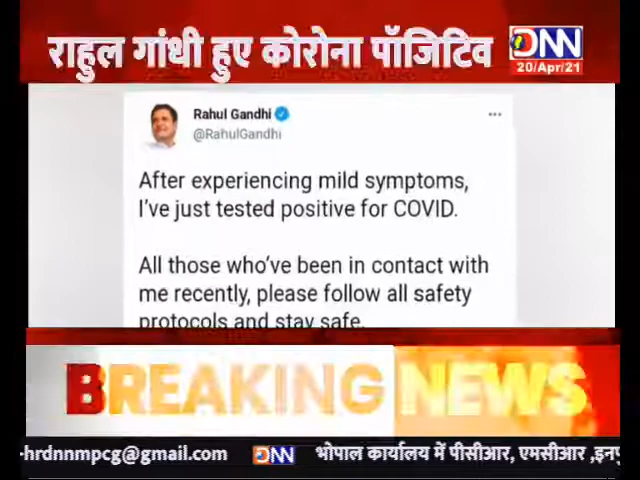 राहुल गांधी हुए कोरोना पॉजिटिव
DNN
20/Apr/21
Rahul Gandhi
@RahulGandhi
After experiencing mild symptoms,
I've just tested positive for COVID.
All those who've been in contact with
me recently, please follow all safety
protocols and stay safe.
BREAKING NEWS
-hrdnnmpcg@gmail.com DNN भोपाल कार्यालय में पीसीआर, एमसीआर ,इनपु